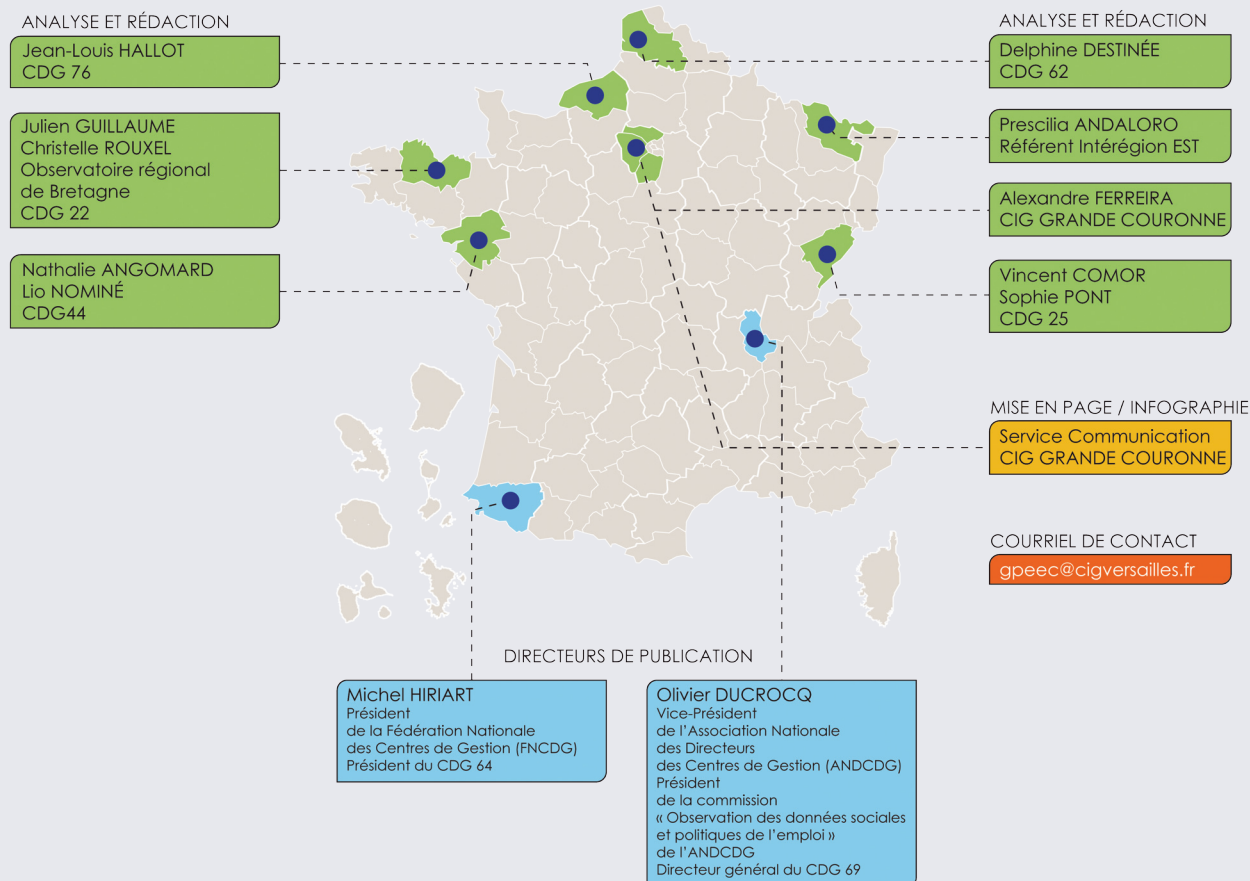 ANALYSE ET RÉDACTION
Jean-Louis HALLOT
CDG 76
Julien GUILLAUME
Christelle ROUXEL
Observatoire régional
de Bretagne
CDG 22
Nathalie ANGOMARD
Lio NOMINÉ
CDG44
ANALYSE ET RÉDACTION
Delphine DESTINÉE
CDG 62
Prescilia ANDALORO
Référent Intérégion EST
Alexandre FERREIRA
CIG GRANDE COURONNE
Vincent COMOR
Sophie PONT
CDG 25
MISE EN PAGE / INFOGRAPHIE
Service Communication
CIG GRANDE COURONNE
COURRIEL DE CONTACT
gpeec@cigversailles.fr
DIRECTEURS DE PUBLICATION
Michel HIRIART
Président
de la Fédération Nationale
des Centres de Gestion (FNCDG)
Président du CDG 64
Olivier DUCROCQ
Vice-Président
de l'Association Nationale
des Directeurs
des Centres de Gestion (ANDCDG)
Président
de la commission
« Observation des données sociales
et politiques de l'emploi »
de l'ANDCDG
Directeur général du CDG 69